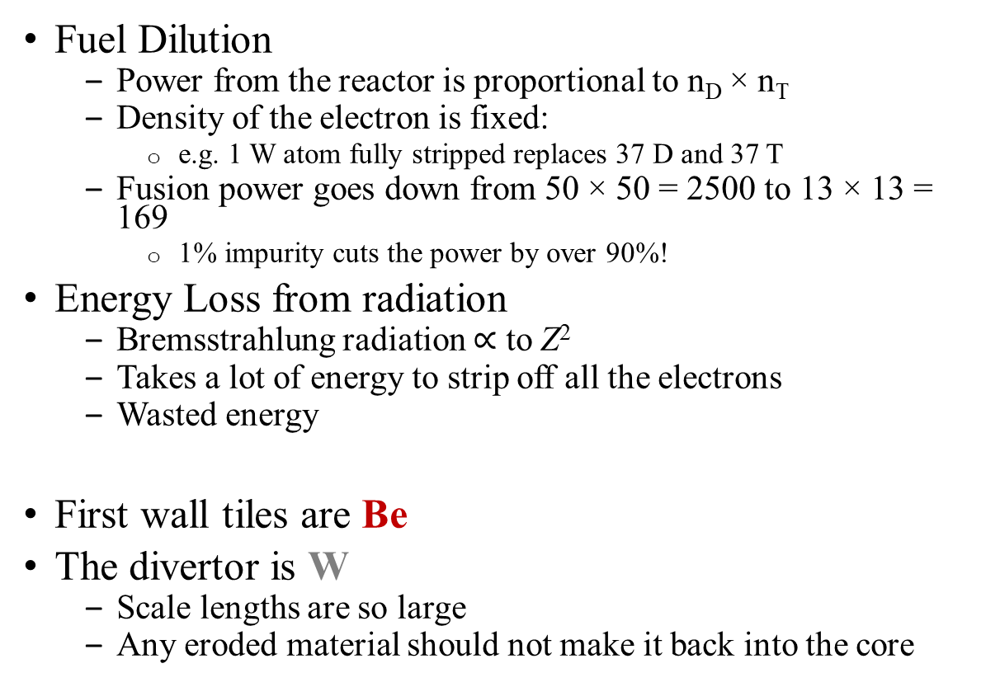 • Fuel Dilution
– Power from the reactor is proportional to n_D × n_T
– Density of the electron is fixed:
○ e.g. 1 W atom fully stripped replaces 37 D and 37 T
– Fusion power goes down from 50 × 50 = 2500 to 13 × 13 =
169
○ 1% impurity cuts the power by over 90%!
• Energy Loss from radiation
– Bremsstrahlung radiation ∝ to Z²
– Takes a lot of energy to strip off all the electrons
– Wasted energy
• First wall tiles are Be
• The divertor is W
– Scale lengths are so large
– Any eroded material should not make it back into the core